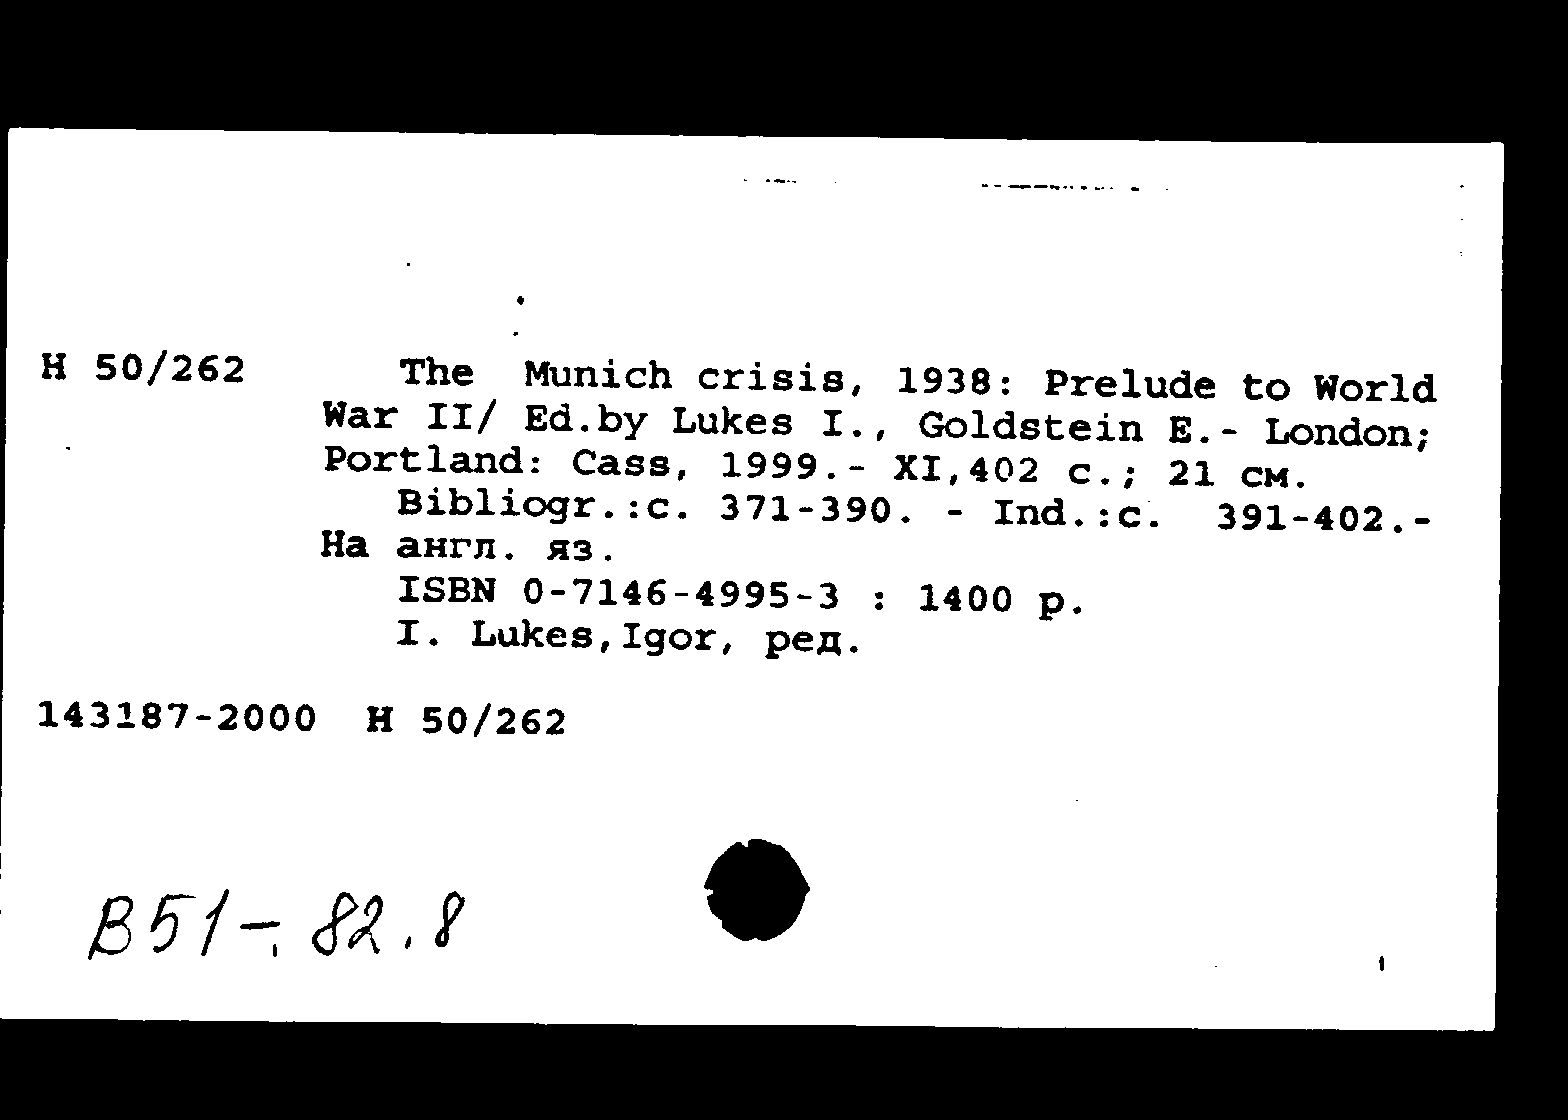 Н 50/262 The Munich crisis, 1938: Prelude to World
War II/ Ed.by Lukes I., Goldstein E.- London;
Portland: Cass, 1999.- XI,402 с.; 21 см.
Bibliogr.:с. 371-390. - Ind.:с. 391-402.-
На англ. яз.
ISBN 0-7146-4995-3 : 1400 р.
I. Lukes,Igor, ред.
143187-2000 Н 50/262
В51-.82.8